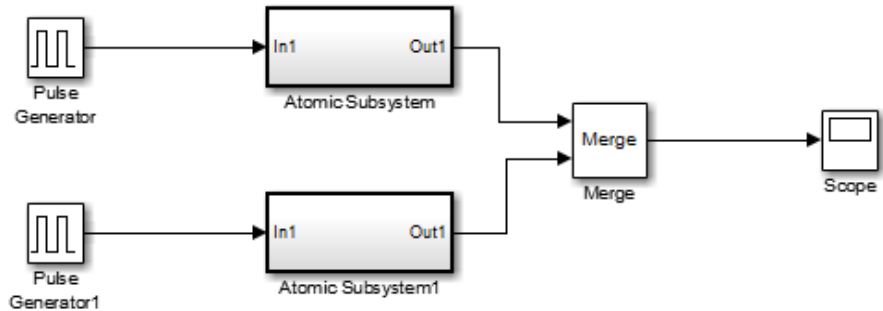 Pulse
Generator
In1
Out1
Atomic Subsystem
Merge
Merge
Scope
Pulse
Generator1
In1
Out1
Atomic Subsystem1